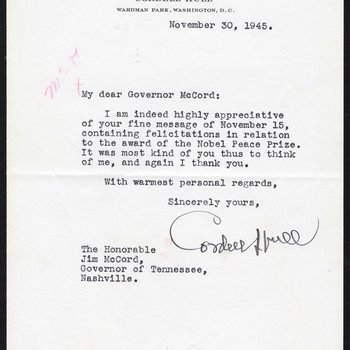 CORDELL HULL
WARDMAN PARK, WASHINGTON, D.C.
November 30, 1945.
My dear Governor McCord:
I am indeed highly appreciative
of your fine message of November 15,
containing felicitations in relation
to the award of the Nobel Peace Prize.
It was most kind of you thus to think
of me, and again I thank you.
With warmest personal regards,
Sincerely yours,
Cordell Hull
The Honorable
Jim McCord,
Governor of Tennessee,
Nashville.